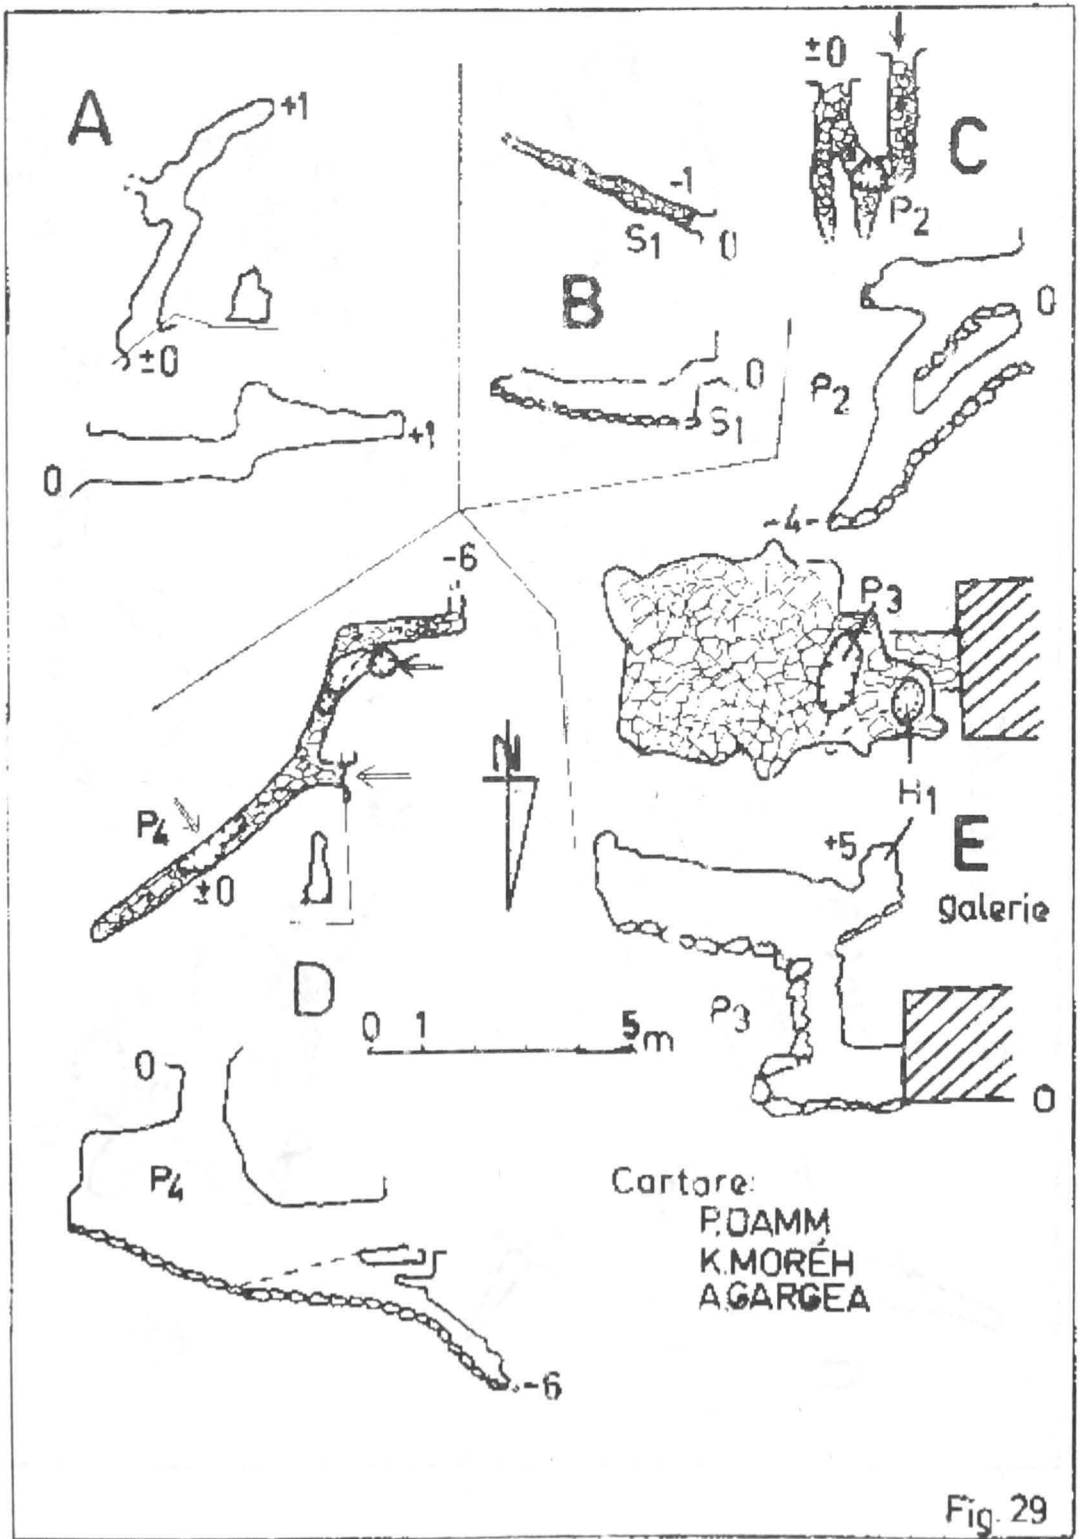 A
+1
±0
0
+1
-1
S1
0
B
0
S1
±0
C
P2
0
P2
-4-
-6
P4
±0
D
N
P3
H1
+5
E
galerie
P3
0
0 1 5m
0
P4
-6
Cartare:
P.DAMM
K.MORÉH
A.GARGEA
Fig. 29